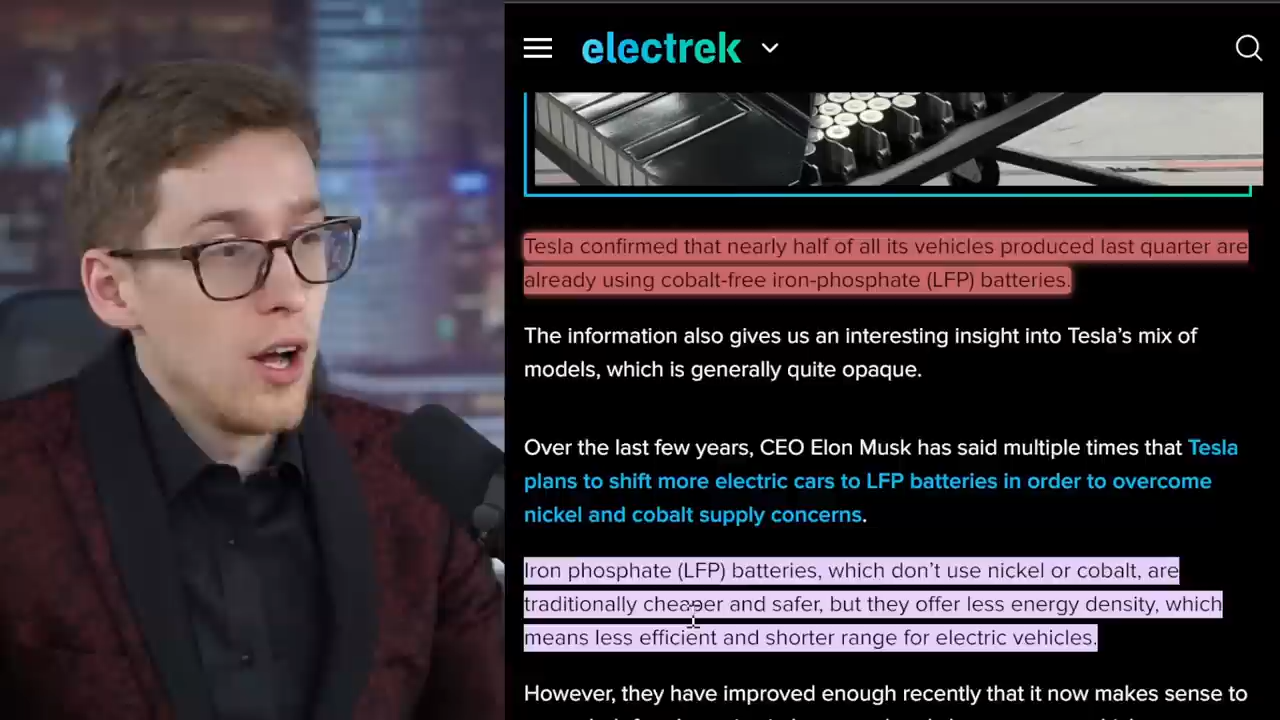 electrek
Tesla confirmed that nearly half of all its vehicles produced last quarter are
already using cobalt-free iron-phosphate (LFP) batteries.
The information also gives us an interesting insight into Tesla’s mix of
models, which is generally quite opaque.
Over the last few years, CEO Elon Musk has said multiple times that Tesla
plans to shift more electric cars to LFP batteries in order to overcome
nickel and cobalt supply concerns.
Iron phosphate (LFP) batteries, which don’t use nickel or cobalt, are
traditionally cheaper and safer, but they offer less energy density, which
means less efficient and shorter range for electric vehicles.
However, they have improved enough recently that it now makes sense to